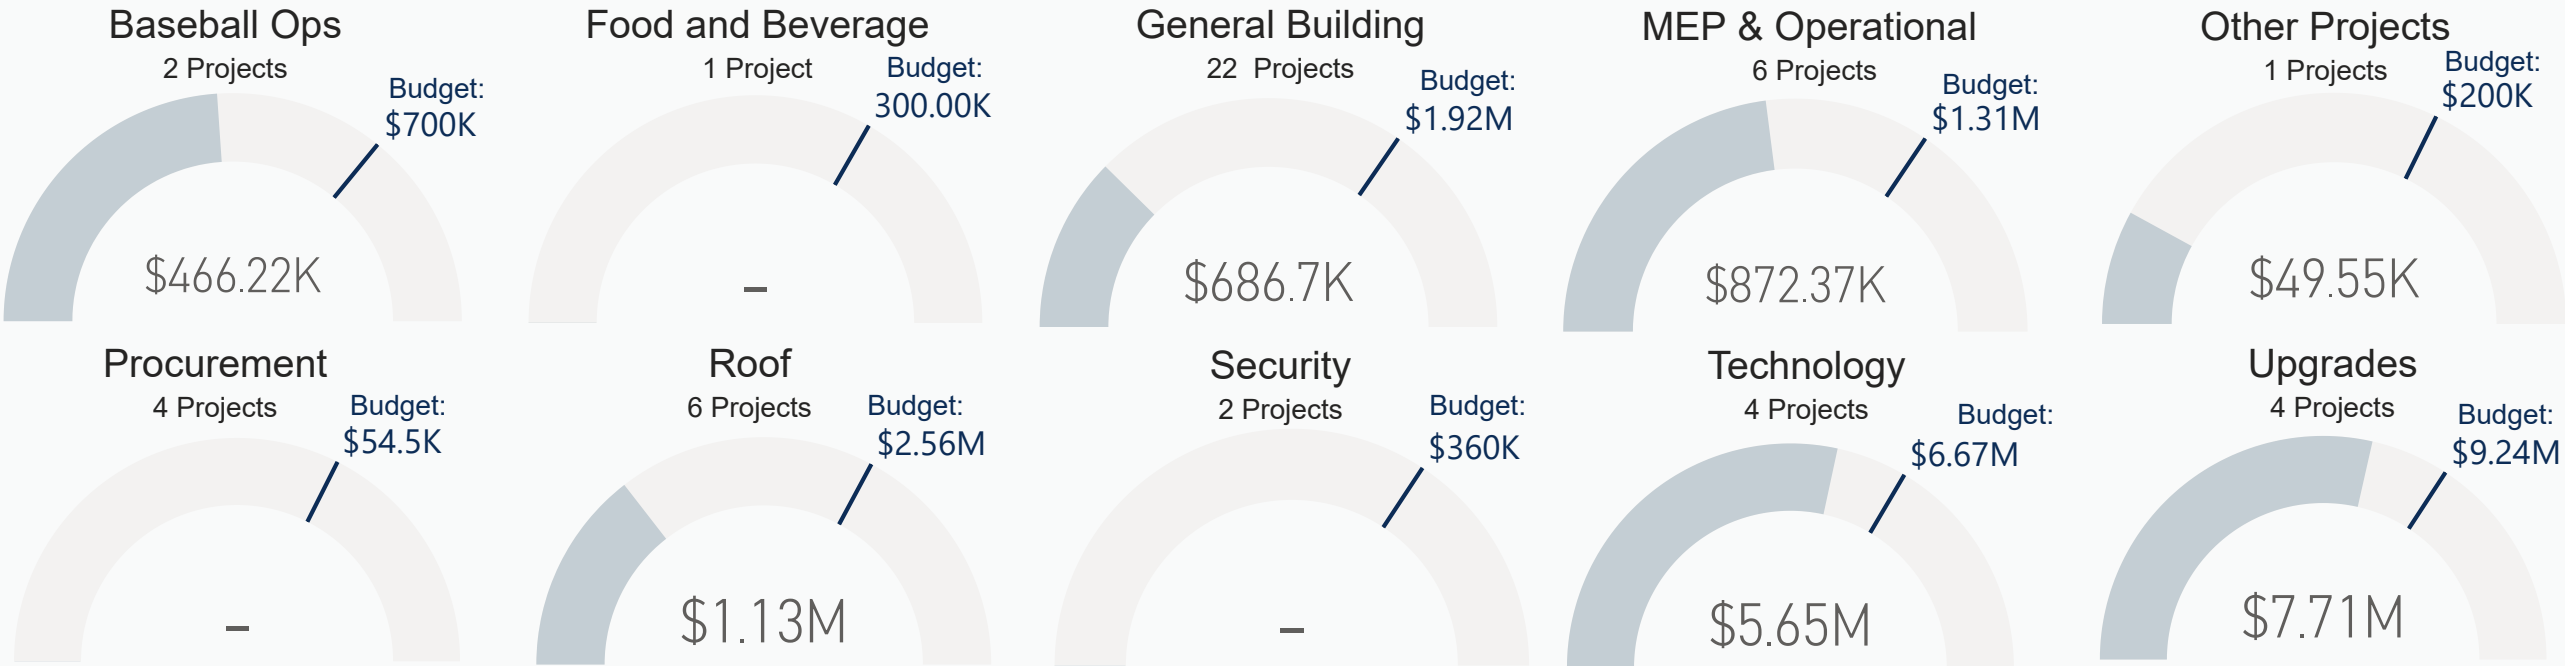 Baseball Ops
2 Projects
Budget:
$700K
$466.22K
Food and Beverage
1 Project
Budget:
300.00K
–
General Building
22 Projects
Budget:
$1.92M
$686.7K
MEP & Operational
6 Projects
Budget:
$1.31M
$872.37K
Other Projects
1 Projects
Budget:
$200K
$49.55K
Procurement
4 Projects
Budget:
$54.5K
–
Roof
6 Projects
Budget:
$2.56M
$1.13M
Security
2 Projects
Budget:
$360K
–
Technology
4 Projects
Budget:
$6.67M
$5.65M
Upgrades
4 Projects
Budget:
$9.24M
$7.71M